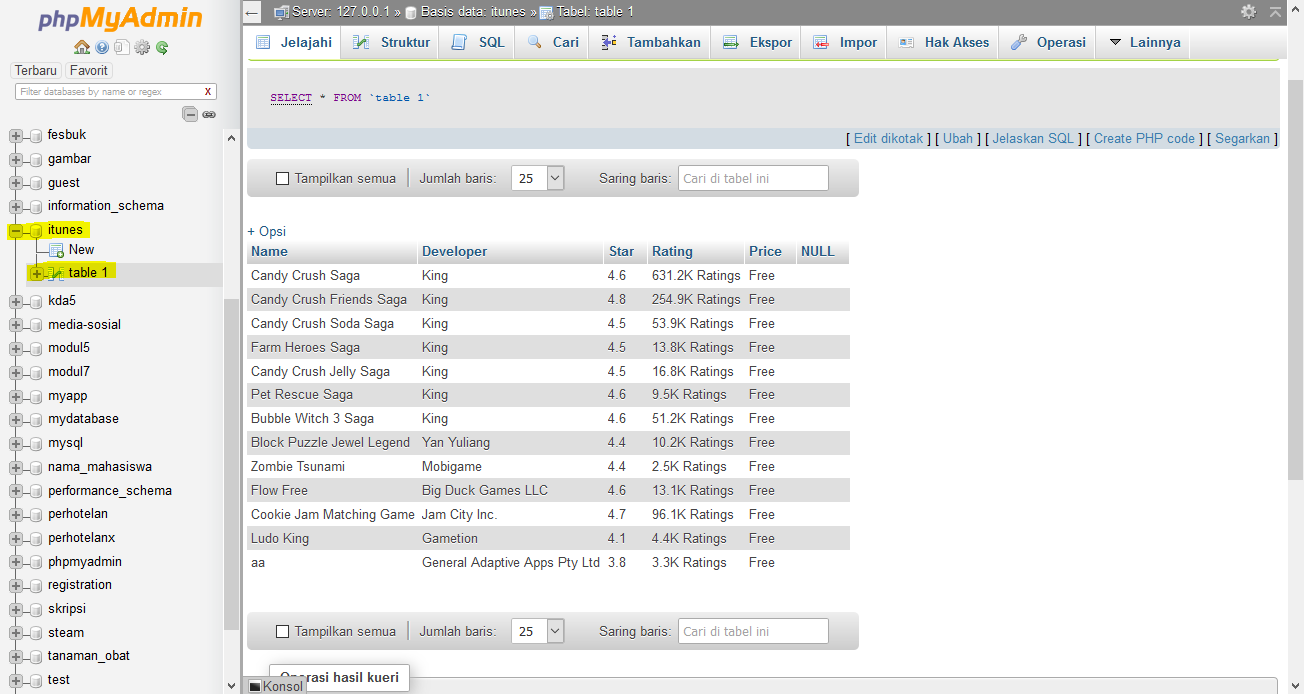 phpMyAdmin
Terbaru Favorit
Filter databases by name or regex X
fesbuk
gambar
guest
information_schema
itunes
New
table 1
kda5
media-sosial
modul5
modul7
myapp
mydatabase
mysql
nama_mahasiswa
performance_schema
perhotelan
perhotelanx
phpmyadmin
registration
skripsi
steam
tanaman_obat
test
Server: 127.0.0.1 » Basis data: itunes » Tabel: table 1
Jelajahi Struktur SQL Cari Tambahkan Ekspor Impor Hak Akses Operasi Lainnya
SELECT * FROM `table 1`
[ Edit dikotak ] [ Ubah ] [ Jelaskan SQL ] [ Create PHP code ] [ Segarkan ]
Tampilkan semua Jumlah baris: 25 Saring baris: Cari di tabel ini
+ Opsi
Name Developer Star Rating Price NULL
Candy Crush Saga King 4.6 631.2K Ratings Free
Candy Crush Friends Saga King 4.8 254.9K Ratings Free
Candy Crush Soda Saga King 4.5 53.9K Ratings Free
Farm Heroes Saga King 4.5 13.8K Ratings Free
Candy Crush Jelly Saga King 4.5 16.8K Ratings Free
Pet Rescue Saga King 4.6 9.5K Ratings Free
Bubble Witch 3 Saga King 4.6 51.2K Ratings Free
Block Puzzle Jewel Legend Yan Yuliang 4.4 10.2K Ratings Free
Zombie Tsunami Mobigame 4.4 2.5K Ratings Free
Flow Free Big Duck Games LLC 4.6 13.1K Ratings Free
Cookie Jam Matching Game Jam City Inc. 4.7 96.1K Ratings Free
Ludo King Gametion 4.1 4.4K Ratings Free
aa General Adaptive Apps Pty Ltd 3.8 3.3K Ratings Free
Tampilkan semua Jumlah baris: 25 Saring baris: Cari di tabel ini
Operasi hasil kueri
Konsol